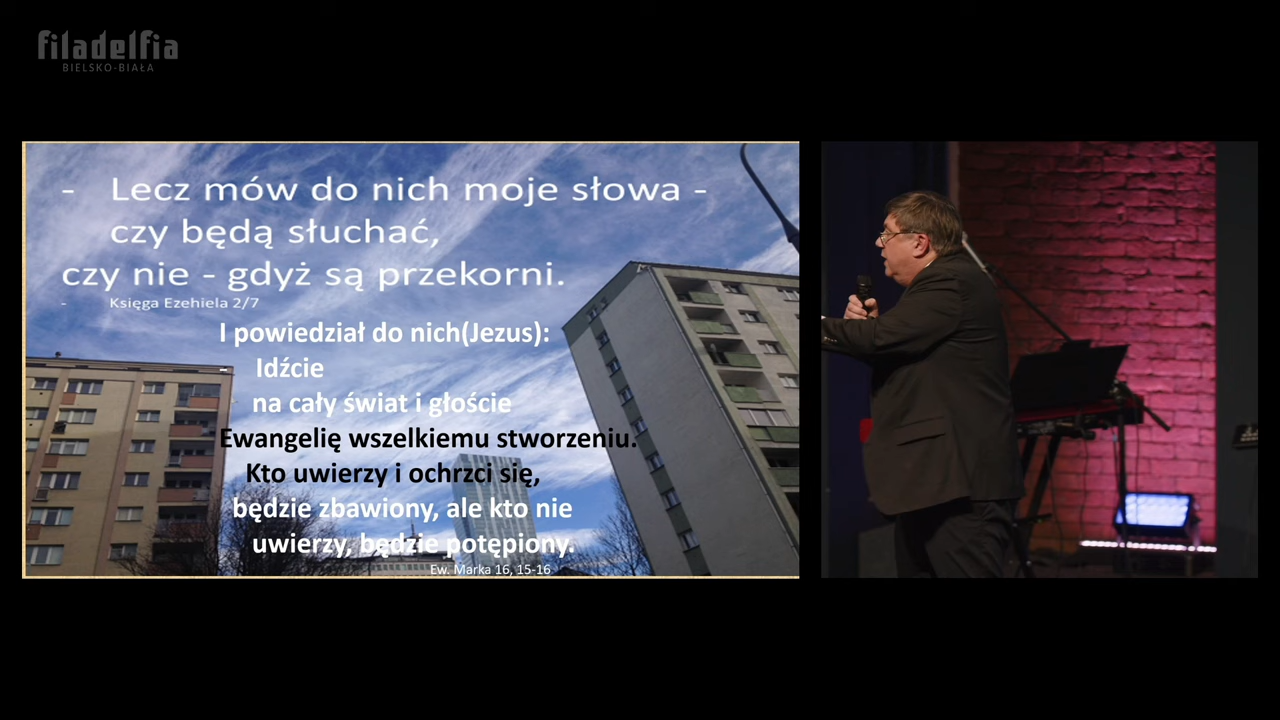 filadelfia
BIELSKO-BIAŁA
- Lecz mów do nich moje słowa -
czy będą słuchać,
czy nie - gdyż są przekorni.
- Księga Ezehiela 2/7
I powiedział do nich(Jezus):
- Idźcie
na cały świat i głoście
Ewangelię wszelkiemu stworzeniu.
Kto uwierzy i ochrzci się,
będzie zbawiony, ale kto nie
uwierzy, będzie potępiony.
Ew. Marka 16, 15-16